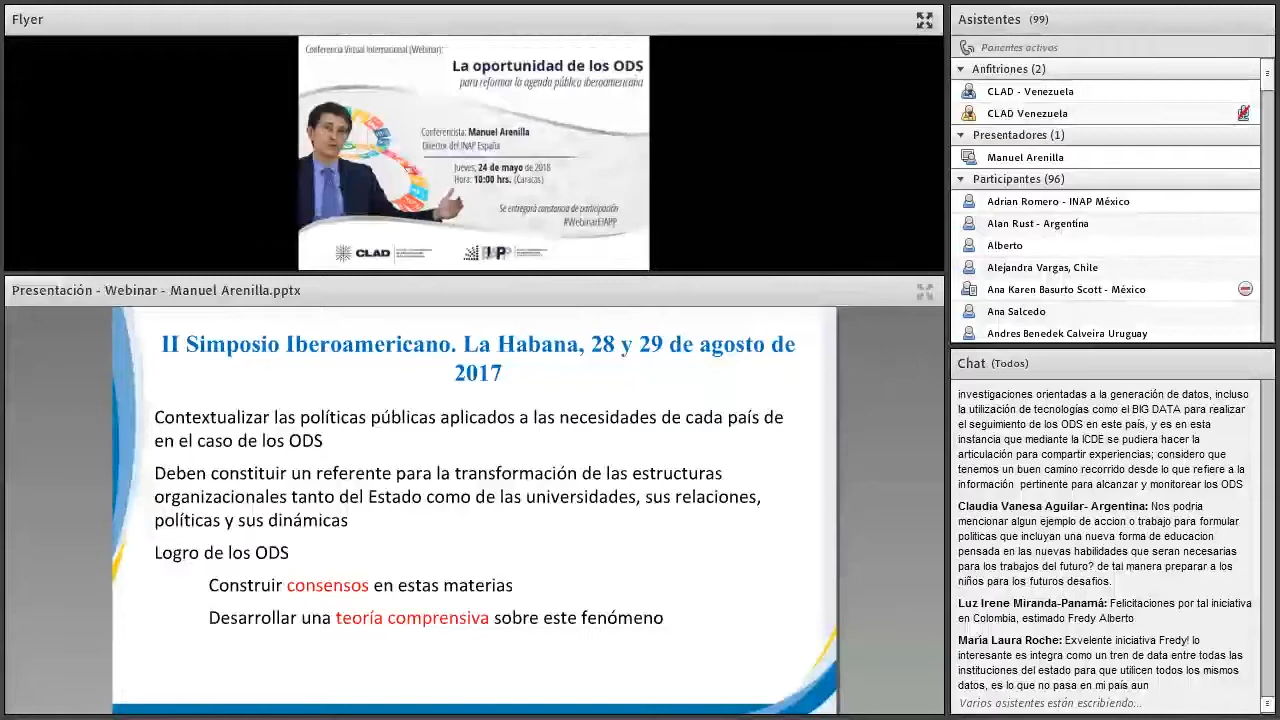 Flyer
Conferencia Virtual Internacional (Webinar):
La oportunidad de los ODS
para reformar la agenda pública iberoamericana
Conferencista: Manuel Arenilla
Director del INAP España
Jueves, 24 de mayo de 2018
Hora: 10:00 hrs. (Caracas)
Se entregará constancia de participación
#WebinarEIAPP
CLAD
Presentación - Webinar - Manuel Arenilla.pptx
II Simposio Iberoamericano. La Habana, 28 y 29 de agosto de
2017
Contextualizar las políticas públicas aplicados a las necesidades de cada país de
en el caso de los ODS
Deben constituir un referente para la transformación de las estructuras
organizacionales tanto del Estado como de las universidades, sus relaciones,
políticas y sus dinámicas
Logro de los ODS
Construir consensos en estas materias
Desarrollar una teoría comprensiva sobre este fenómeno
Asistentes (99)
Ponentes activos
Anfitriones (2)
CLAD - Venezuela
CLAD Venezuela
Presentadores (1)
Manuel Arenilla
Participantes (96)
Adrián Romero - INAP México
Alan Rust - Argentina
Alberto
Alejandra Vargas, Chile
Ana Karen Basurto Scott - México
Ana Salcedo
Andres Benedek Calveira Uruguay
Chat (Todos)
investigaciones orientadas a la generación de datos, incluso
la utilización de tecnologías como el BIG DATA para realizar
el seguimiento de los ODS en este país, y es en esta
instancia que mediante la ICDE se pudiera hacer la
articulación para compartir experiencias; considero que
tenemos un buen camino recorrido desde lo que refiere a la
información pertinente para alcanzar y monitorear los ODS
Claudia Vanesa Aguilar- Argentina: Nos podria
mencionar algun ejemplo de accion o trabajo para formular
politicas que incluyan una nueva forma de educacion
pensada en las nuevas habilidades que seran necesarias
para los trabajos del futuro? de tal manera preparar a los
niños para los futuros desafios.
Luz Irene Miranda-Panamá: Felicitaciones por tal iniciativa
en Colombia, estimado Fredy Alberto
María Laura Roche: Exvelente iniciativa Fredy! lo
interesante es integra como un tren de data entre todas las
instituciones del estado para que utilicen todos los mismos
datos, es lo que no pasa en mi país aun
Varios asistentes están escribiendo...